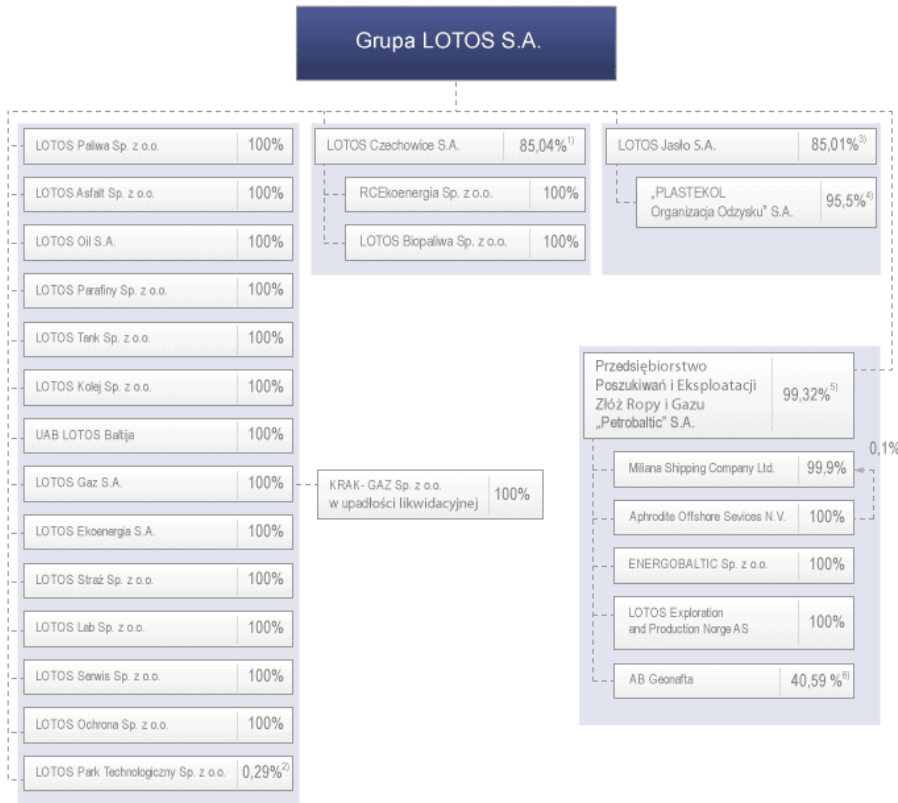 Grupa LOTOS S.A.
LOTOS Paliwa Sp. z o.o. 100%
LOTOS Asfalt Sp. z o.o. 100%
LOTOS Oil S.A. 100%
LOTOS Parafiny Sp. z o.o. 100%
LOTOS Tank Sp. z o.o. 100%
LOTOS Kolej Sp. z o.o. 100%
UAB LOTOS Baltija 100%
LOTOS Gaz S.A. 100%
LOTOS Ekoenergia S.A. 100%
LOTOS Straż Sp. z o.o. 100%
LOTOS Lab Sp. z o.o. 100%
LOTOS Serwis Sp. z o.o. 100%
LOTOS Ochrona Sp. z o.o. 100%
LOTOS Park Technologiczny Sp. z o.o. 0,29%2)
KRAK- GAZ Sp. z o.o.
w upadłości likwidacyjnej 100%
LOTOS Czechowice S.A. 85,04%1)
RCEkoenergia Sp. z o.o. 100%
LOTOS Biopaliwa Sp. z o.o. 100%
LOTOS Jasło S.A. 85,01%3)
„PLASTEKOL
Organizacja Odzysku” S.A. 95,5%4)
Przedsiębiorstwo
Poszukiwań i Eksploatacji
Złóż Ropy i Gazu
„Petrobaltic” S.A. 99,32%5)
0,1%
Miliana Shipping Company Ltd. 99,9%
Aphrodite Offshore Sevices N.V. 100%
ENERGOBALTIC Sp. z o.o. 100%
LOTOS Exploration
and Production Norge AS 100%
AB Geonafta 40,59 %6)